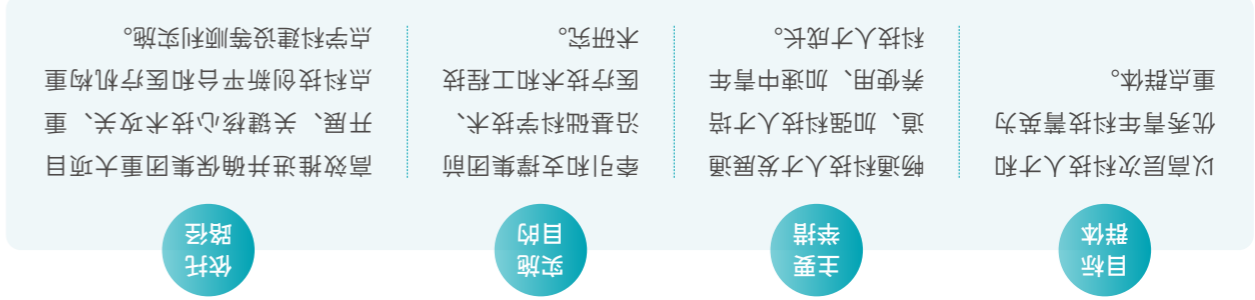 目标
群体
以高层次科技人才和
优秀青年科技菁英为
重点群体。
主要
举措
畅通科技人才发展通
道、加强科技人才培
养使用、加速中青年
科技人才成长。
实施
目的
牵引和支撑集团前
沿基础科学技术、
医疗技术和工程技
术研究。
依托
路径
高效推进并确保集团重大项目
开展、关键核心技术攻关、重
点科技创新平台和医疗机构重
点学科建设等顺利实施。